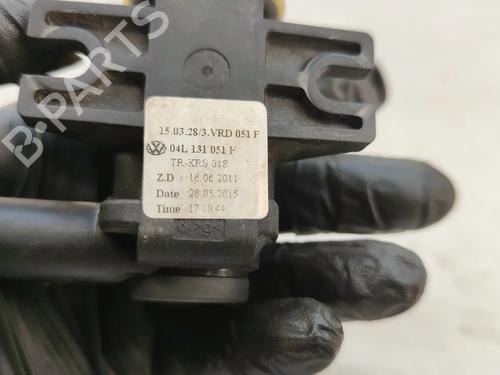 15.03.28/3.VRD 051 F
04L 131 051 F
TR-KRS 018
Z.D : 16.06 2011
Date : 28.03.2015
Time : 17:19:44
B-Parts